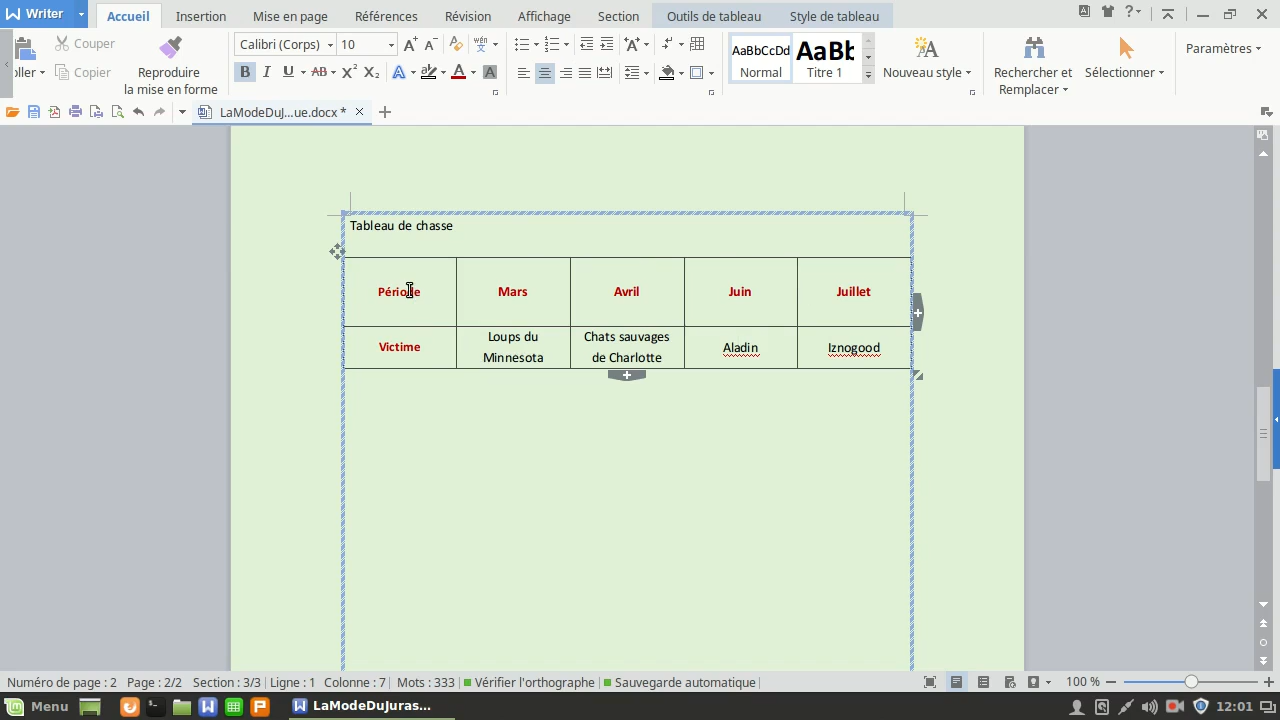 Writer
Accueil Insertion Mise en page Références Révision Affichage Section Outils de tableau Style de tableau
Couper Calibri (Corps) 10 AaBbCcDd AaBb
oller Copier Reproduire la mise en forme Normal Titre 1 Nouveau style Rechercher et Remplacer Sélectionner Paramètres
LaModeDuJ...ue.docx *
Tableau de chasse
Période Mars Avril Juin Juillet
Victime Loups du Minnesota Chats sauvages de Charlotte Aladin Iznogood
Numéro de page : 2 Page : 2/2 Section : 3/3 Ligne : 1 Colonne : 7 Mots : 333 Vérifier l'orthographe Sauvegarde automatique 100 %
Menu LaModeDuJuras... 12:01